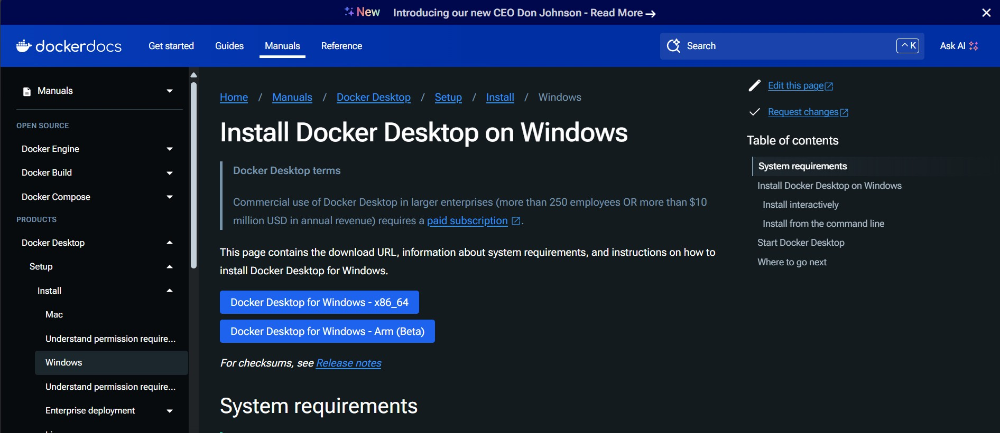 New Introducing our new CEO Don Johnson - Read More
dockerdocs
Get started
Guides
Manuals
Reference
Search
^ K
Ask AI
Manuals
OPEN SOURCE
Docker Engine
Docker Build
Docker Compose
PRODUCTS
Docker Desktop
Setup
Install
Mac
Understand permission require...
Windows
Understand permission require...
Enterprise deployment
Home / Manuals / Docker Desktop / Setup / Install / Windows
Install Docker Desktop on Windows
Docker Desktop terms
Commercial use of Docker Desktop in larger enterprises (more than 250 employees OR more than $10
million USD in annual revenue) requires a paid subscription .
This page contains the download URL, information about system requirements, and instructions on how to
install Docker Desktop for Windows.
Docker Desktop for Windows - x86_64
Docker Desktop for Windows - Arm (Beta)
For checksums, see Release notes
System requirements
Edit this page
Request changes
Table of contents
System requirements
Install Docker Desktop on Windows
Install interactively
Install from the command line
Start Docker Desktop
Where to go next